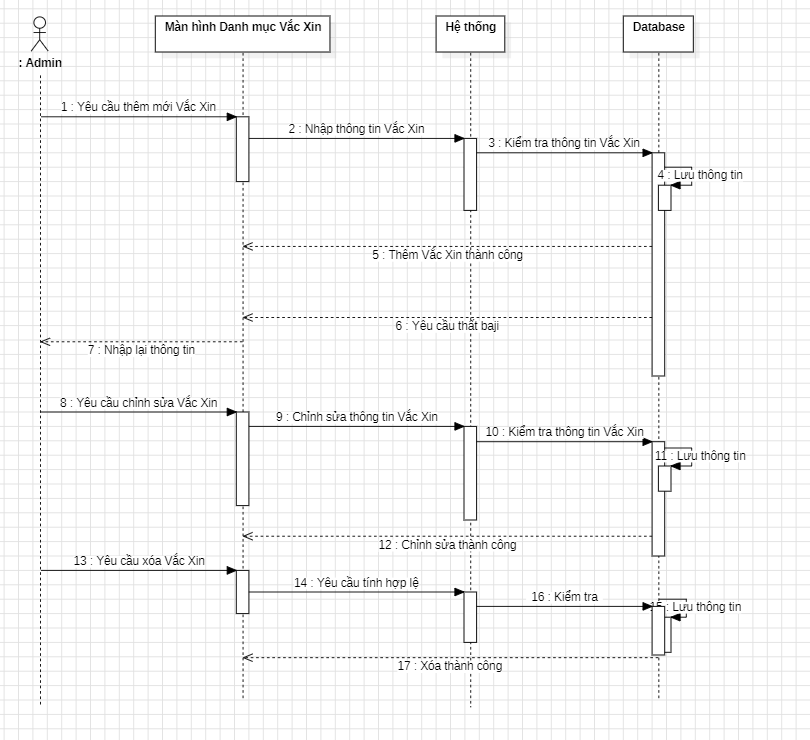 Màn hình Danh mục Vắc Xin
Hệ thống
Database
: Admin
1 : Yêu cầu thêm mới Vắc Xin
2 : Nhập thông tin Vắc Xin
3 : Kiểm tra thông tin Vắc Xin
4 : Lưu thông tin
5 : Thêm Vắc Xin thành công
6 : Yêu cầu thất baji
7 : Nhập lại thông tin
8 : Yêu cầu chỉnh sửa Vắc Xin
9 : Chỉnh sửa thông tin Vắc Xin
10 : Kiểm tra thông tin Vắc Xin
11 : Lưu thông tin
12 : Chỉnh sửa thành công
13 : Yêu cầu xóa Vắc Xin
14 : Yêu cầu tính hợp lệ
16 : Kiểm tra
15 : Lưu thông tin
17 : Xóa thành công